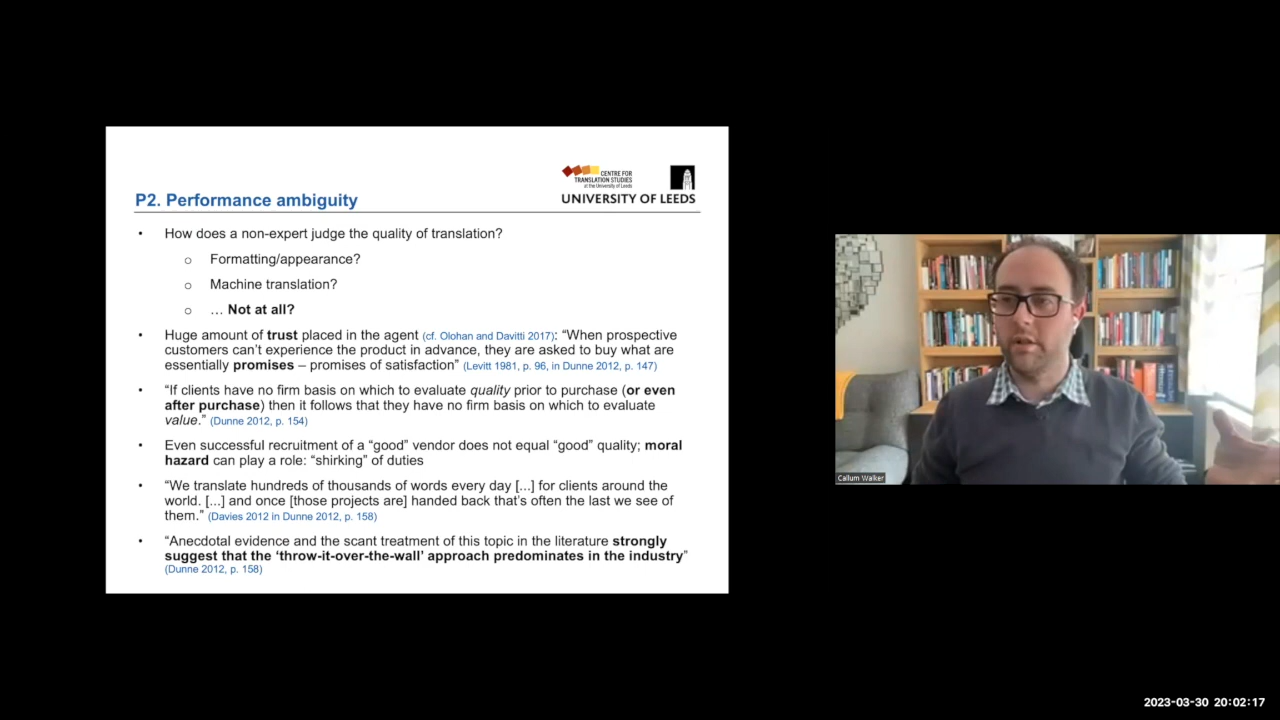 CENTRE FOR
TRANSLATION STUDIES
at the University of Leeds
UNIVERSITY OF LEEDS
P2. Performance ambiguity
• How does a non-expert judge the quality of translation?
o Formatting/appearance?
o Machine translation?
o … Not at all?
• Huge amount of trust placed in the agent (cf. Olohan and Davitti 2017): “When prospective
customers can’t experience the product in advance, they are asked to buy what are
essentially promises – promises of satisfaction” (Levitt 1981, p. 96, in Dunne 2012, p. 147)
• “If clients have no firm basis on which to evaluate quality prior to purchase (or even
after purchase) then it follows that they have no firm basis on which to evaluate
value.” (Dunne 2012, p. 154)
• Even successful recruitment of a “good” vendor does not equal “good” quality; moral
hazard can play a role: “shirking” of duties
• “We translate hundreds of thousands of words every day [...] for clients around the
world. [...] and once [those projects are] handed back that’s often the last we see of
them.” (Davies 2012 in Dunne 2012, p. 158)
• “Anecdotal evidence and the scant treatment of this topic in the literature strongly
suggest that the ‘throw-it-over-the-wall’ approach predominates in the industry”
(Dunne 2012, p. 158)
Callum Walker
2023-03-30 20:02:17